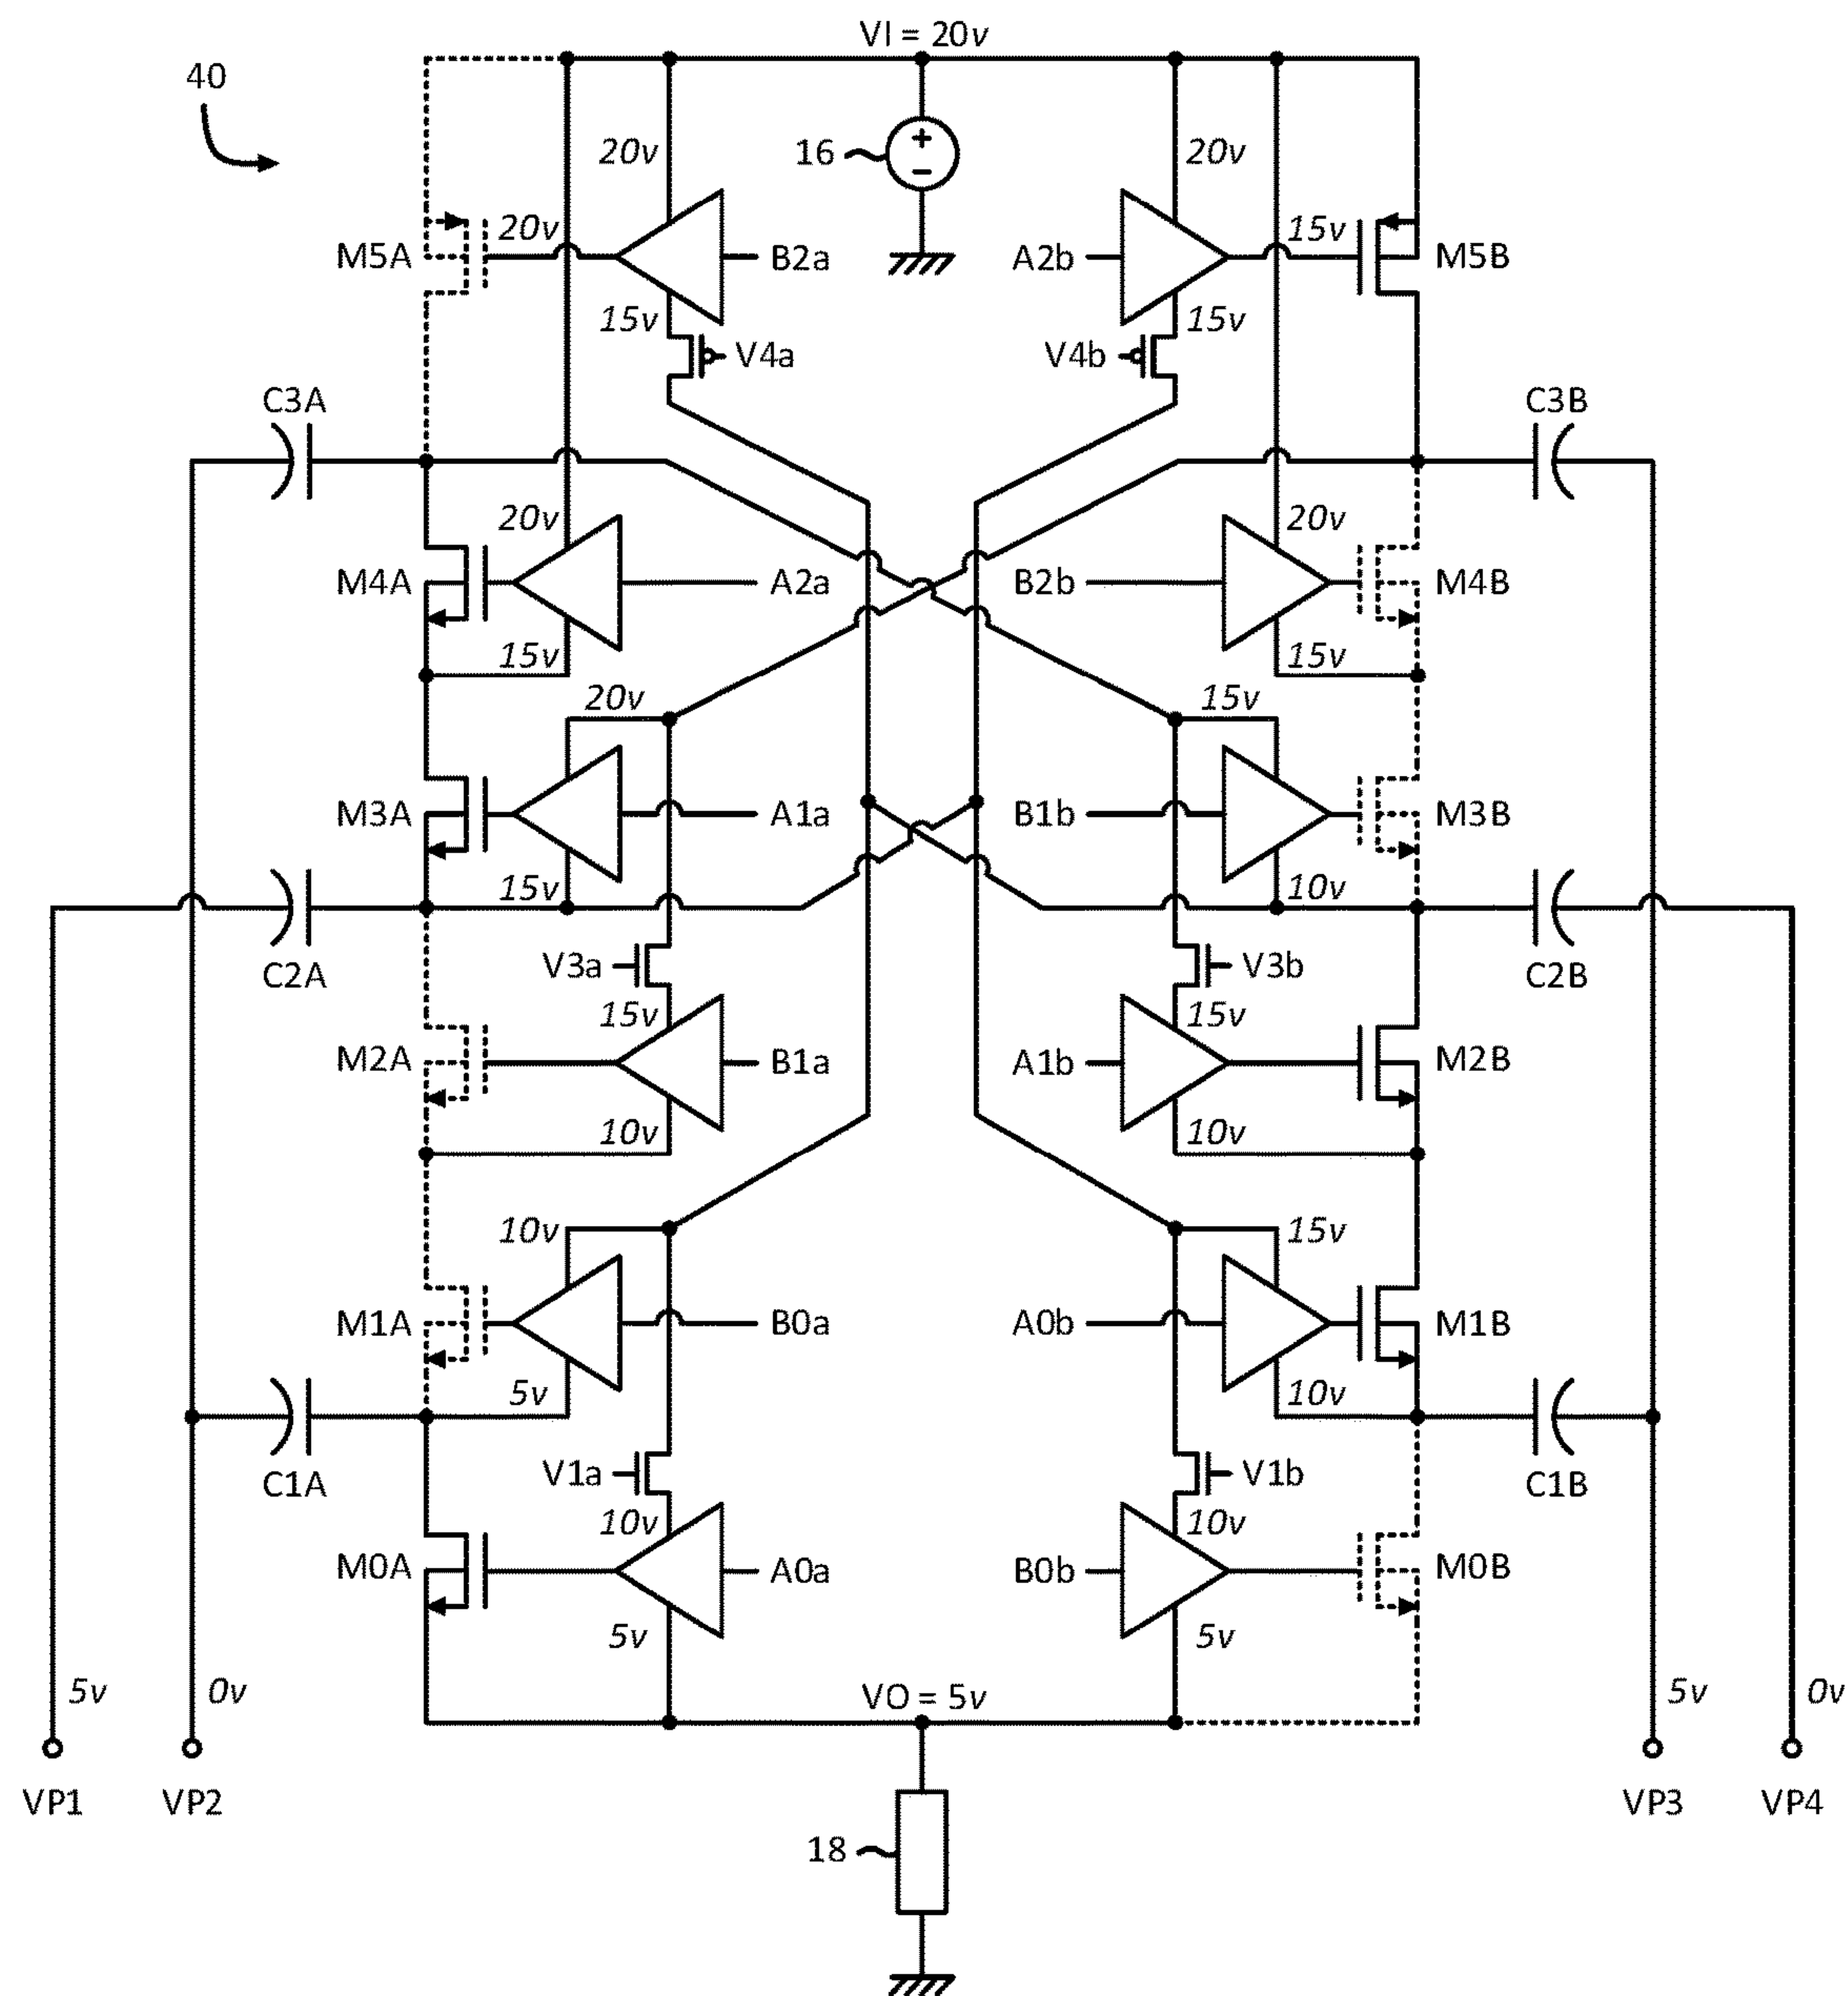 VI = 20v
40
20v 16 20v
M5A 20v B2a A2b 15v M5B
15v 15v
V4a V4b
C3A C3B
20v 20v
M4A A2a B2b M4B
15v 15v
20v 15v
M3A A1a B1b M3B
15v 10v
C2A V3a V3b C2B
15v 15v
M2A B1a A1b M2B
10v 10v
10v 15v
M1A B0a A0b M1B
5v 10v
C1A V1a V1b C1B
10v 10v
M0A A0a B0b M0B
5v 5v
5v 0v VO = 5v 5v 0v
VP1 VP2 VP3 VP4
18